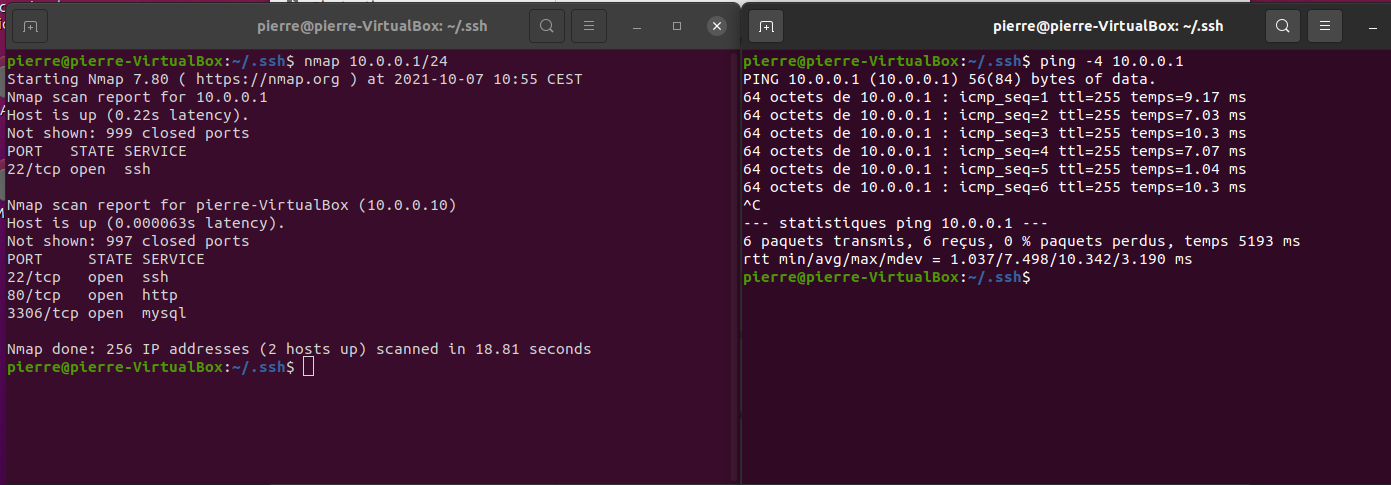 pierre@pierre-VirtualBox: ~/.ssh
pierre@pierre-VirtualBox:~/.ssh$ nmap 10.0.0.1/24
Starting Nmap 7.80 ( https://nmap.org ) at 2021-10-07 10:55 CEST
Nmap scan report for 10.0.0.1
Host is up (0.22s latency).
Not shown: 999 closed ports
PORT   STATE SERVICE
22/tcp open  ssh
Nmap scan report for pierre-VirtualBox (10.0.0.10)
Host is up (0.000063s latency).
Not shown: 997 closed ports
PORT     STATE SERVICE
22/tcp   open  ssh
80/tcp   open  http
3306/tcp open  mysql
Nmap done: 256 IP addresses (2 hosts up) scanned in 18.81 seconds
pierre@pierre-VirtualBox:~/.ssh$
pierre@pierre-VirtualBox: ~/.ssh
pierre@pierre-VirtualBox:~/.ssh$ ping -4 10.0.0.1
PING 10.0.0.1 (10.0.0.1) 56(84) bytes of data.
64 octets de 10.0.0.1 : icmp_seq=1 ttl=255 temps=9.17 ms
64 octets de 10.0.0.1 : icmp_seq=2 ttl=255 temps=7.03 ms
64 octets de 10.0.0.1 : icmp_seq=3 ttl=255 temps=10.3 ms
64 octets de 10.0.0.1 : icmp_seq=4 ttl=255 temps=7.07 ms
64 octets de 10.0.0.1 : icmp_seq=5 ttl=255 temps=1.04 ms
64 octets de 10.0.0.1 : icmp_seq=6 ttl=255 temps=10.3 ms
^C
--- statistiques ping 10.0.0.1 ---
6 paquets transmis, 6 reçus, 0 % paquets perdus, temps 5193 ms
rtt min/avg/max/mdev = 1.037/7.498/10.342/3.190 ms
pierre@pierre-VirtualBox:~/.ssh$